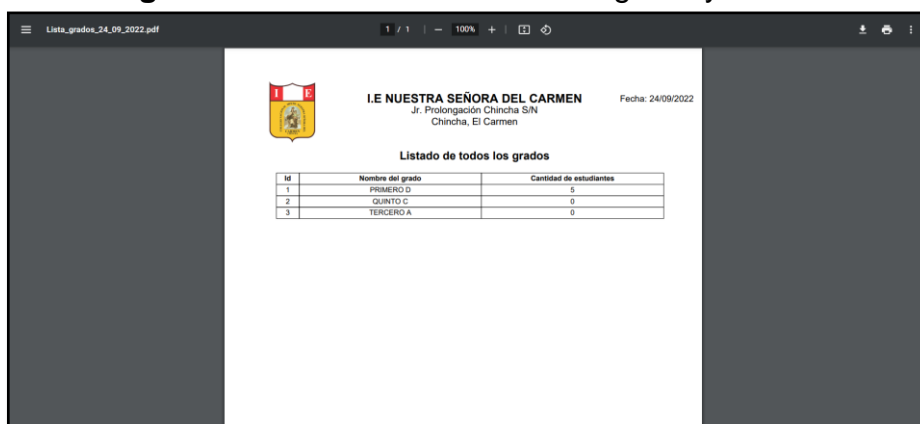 Lista_grados_24_09_2022.pdf 1 / 1 | − 100% + |
I E
I.E NUESTRA SEÑORA DEL CARMEN Fecha: 24/09/2022
Jr. Prolongación Chincha S/N
Chincha, El Carmen
Listado de todos los grados
Id Nombre del grado Cantidad de estudiantes
1 PRIMERO D 5
2 QUINTO C 0
3 TERCERO A 0